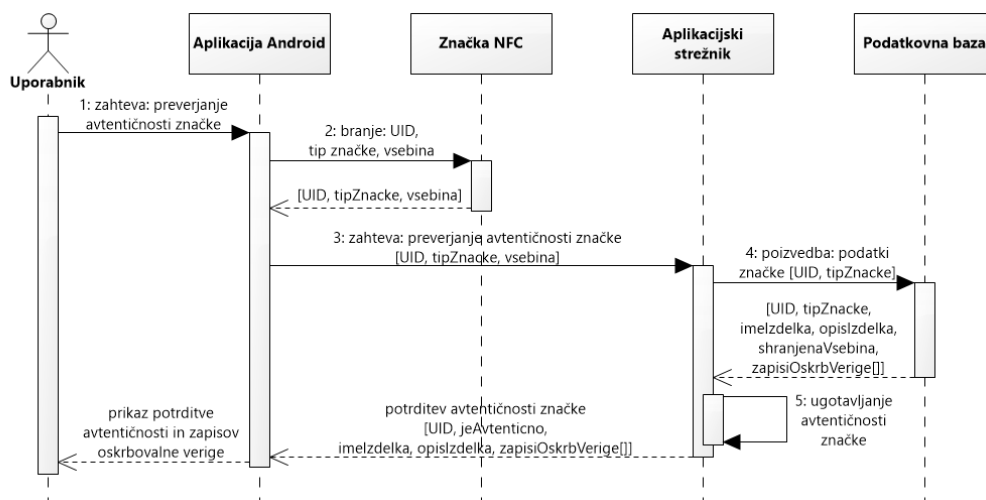 Uporabnik
Aplikacija Android
Značka NFC
Aplikacijski
strežnik
Podatkovna baza
1: zahteva: preverjanje
avtentičnosti značke
2: branje: UID,
tip značke, vsebina
[UID, tipZnacke, vsebina]
3: zahteva: preverjanje avtentičnosti značke
[UID, tipZnacke, vsebina]
4: poizvedba: podatki
značke [UID, tipZnacke]
[UID, tipZnacke,
imeIzdelka, opisIzdelka,
shranjenaVsebina,
zapisiOskrbVerige[]]
5: ugotavljanje
avtentičnosti
značke
potrditev avtentičnosti značke
[UID, jeAvtenticno,
imeIzdelka, opisIzdelka, zapisiOskrbVerige[]]
prikaz potrditve
avtentičnosti in zapisov
oskrbovalne verige